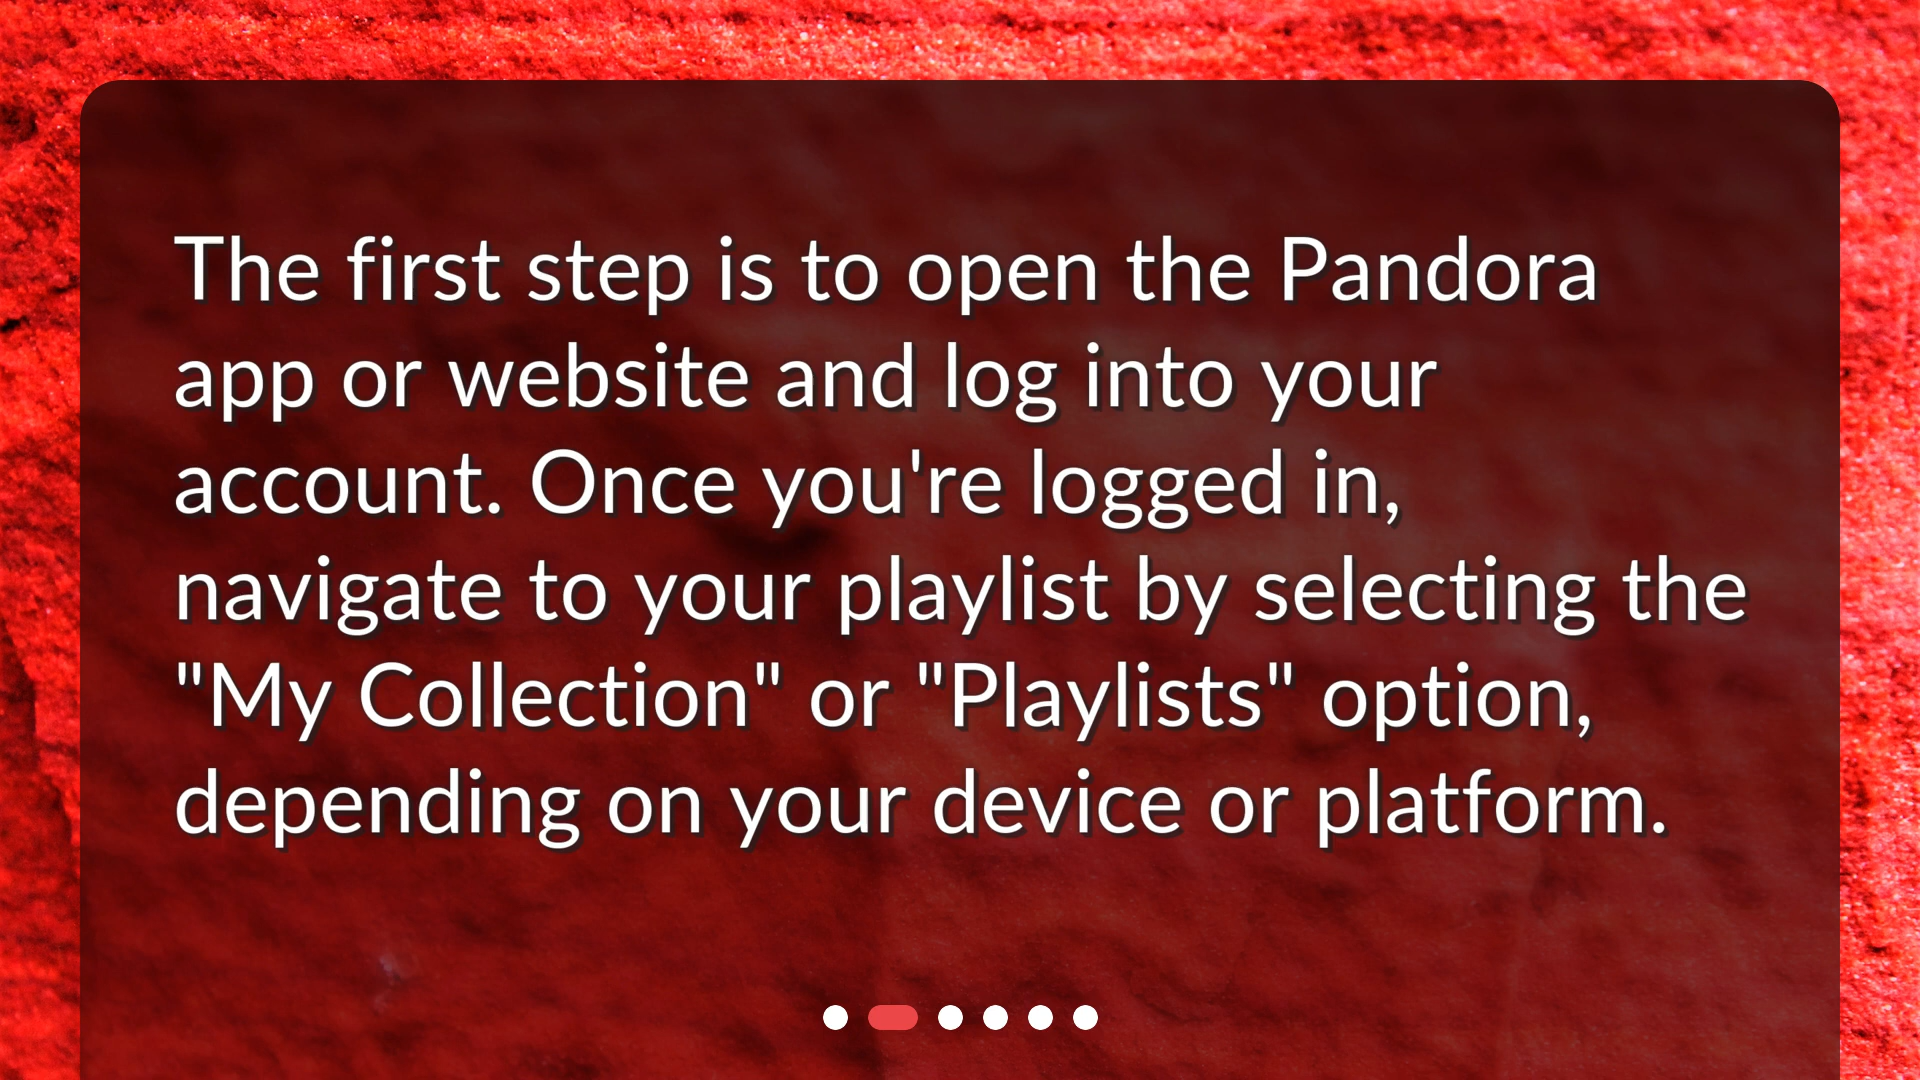 The first step is to open the Pandora
app or website and log into your
account. Once you're logged in,
navigate to your playlist by selecting the
"My Collection" or "Playlists" option,
depending on your device or platform.